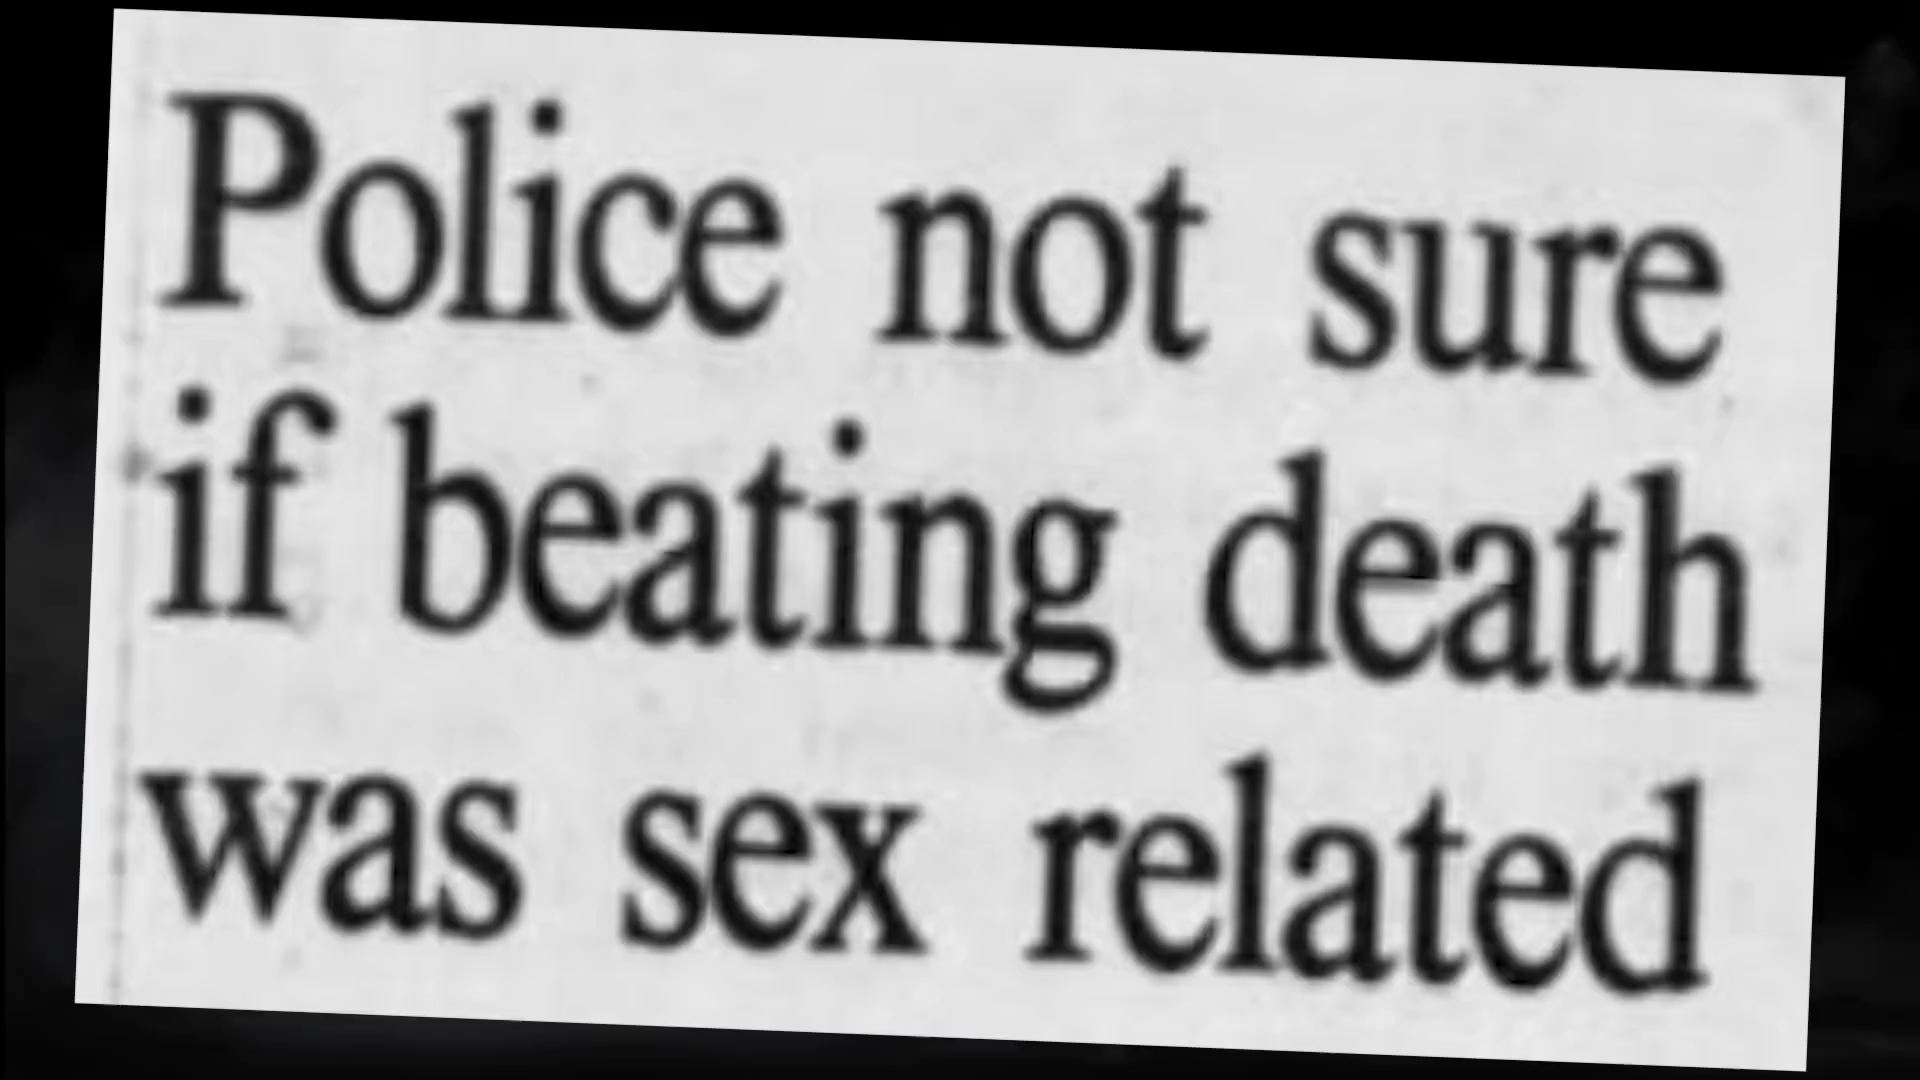 Police not sure
if beating death
was sex related